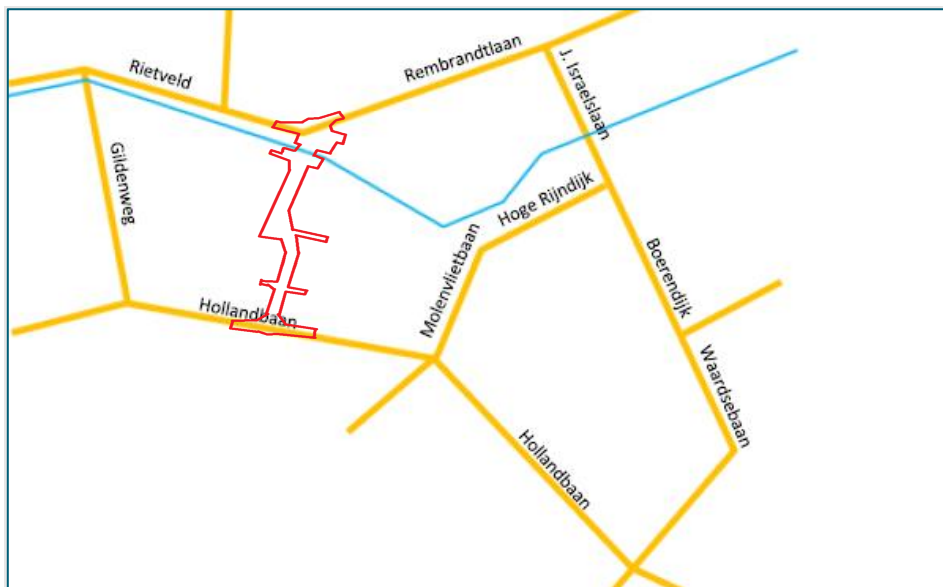 Rembrandtlaan
Rietveld
J. Israelslaan
Gildenweg
Hoge Rijndijk
Molenvlietbaan
Boerendijk
Hollandbaan
Waardsebaan
Hollandbaan